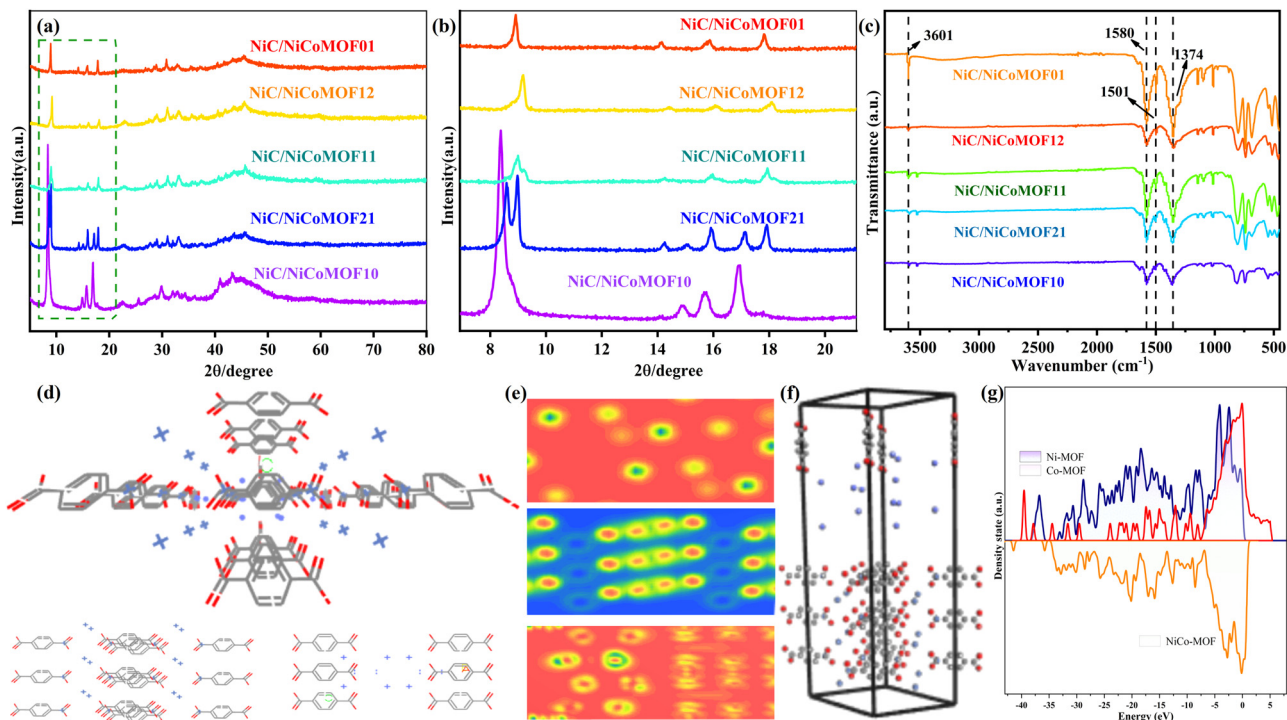 (a)
NiC/NiCoMOF01
NiC/NiCoMOF12
NiC/NiCoMOF11
NiC/NiCoMOF21
NiC/NiCoMOF10
Intensity(a.u.)
10 20 30 40 50 60 70 80
2θ/degree
(b)
NiC/NiCoMOF01
NiC/NiCoMOF12
NiC/NiCoMOF11
NiC/NiCoMOF21
NiC/NiCoMOF10
Intensity(a.u.)
8 10 12 14 16 18 20
2θ/degree
(c)
3601
1580
1374
1501
NiC/NiCoMOF01
NiC/NiCoMOF12
NiC/NiCoMOF11
NiC/NiCoMOF21
NiC/NiCoMOF10
Transmittance (a.u.)
3500 3000 2500 2000 1500 1000 500
Wavenumber (cm⁻¹)
(d)
(e)
(f)
(g)
Ni-MOF
Co-MOF
NiCo-MOF
Density state (a.u.)
-40 -35 -30 -25 -20 -15 -10 -5 0 5
Energy (eV)